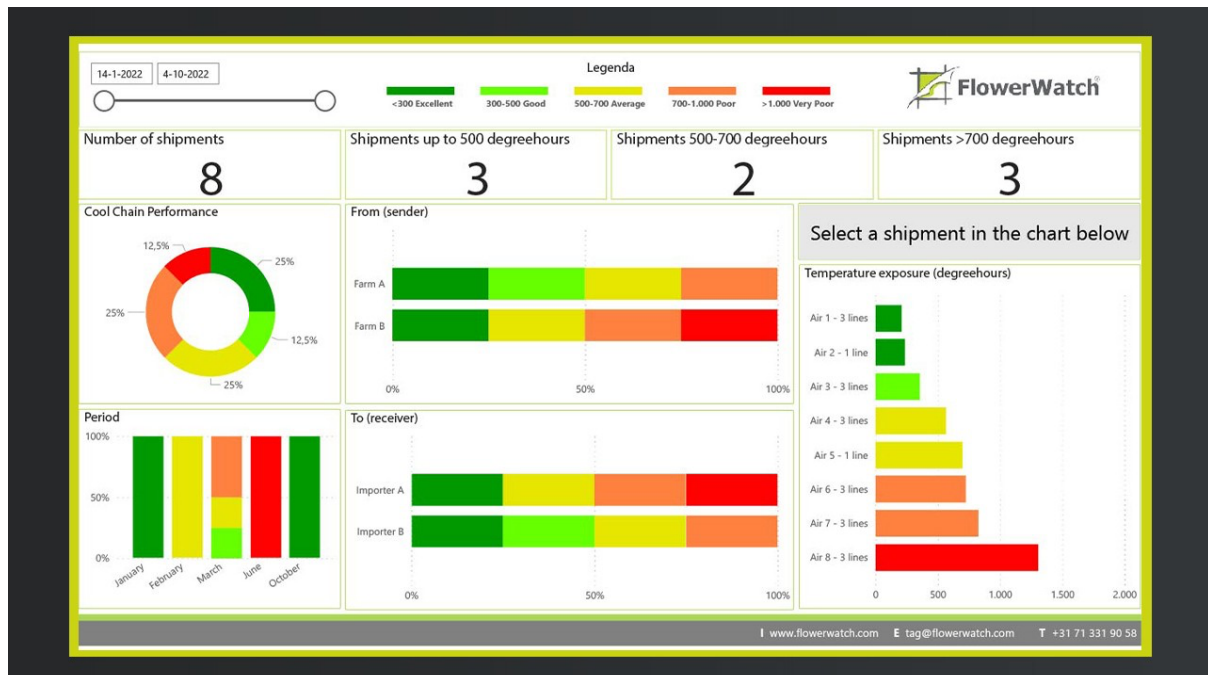 14-1-2022 4-10-2022
Legenda
<300 Excellent 300-500 Good 500-700 Average 700-1.000 Poor >1.000 Very Poor
FlowerWatch®
Number of shipments
8
Shipments up to 500 degreehours
3
Shipments 500-700 degreehours
2
Shipments >700 degreehours
3
Cool Chain Performance
12,5%
25%
25%
12,5%
25%
From (sender)
Farm A
Farm B
0% 50% 100%
Select a shipment in the chart below
Temperature exposure (degreehours)
Air 1 - 3 lines
Air 2 - 1 line
Air 3 - 3 lines
Air 4 - 3 lines
Air 5 - 1 line
Air 6 - 3 lines
Air 7 - 3 lines
Air 8 - 3 lines
0 500 1.000 1.500 2.000
Period
100%
50%
0%
January February March June October
To (receiver)
Importer A
Importer B
0% 50% 100%
I www.flowerwatch.com E tag@flowerwatch.com T +31 71 331 90 58